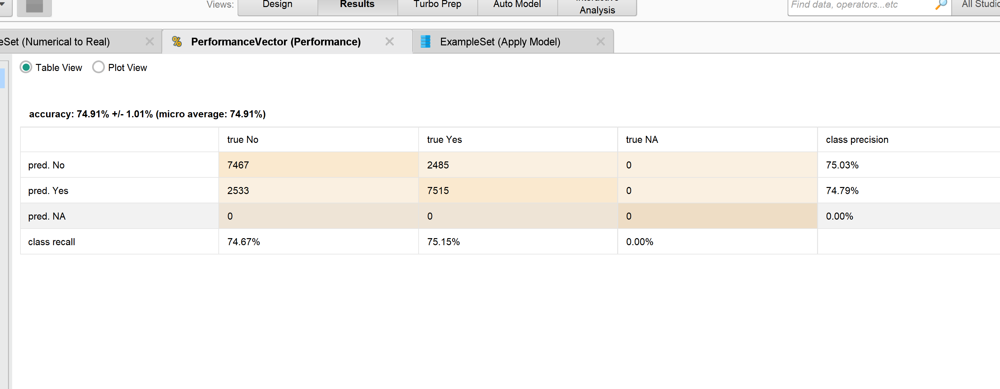 Views: Design Results Turbo Prep Auto Model Interactive Analysis Find data, operators...etc All Studio
eSet (Numerical to Real) PerformanceVector (Performance) ExampleSet (Apply Model)
Table View Plot View
accuracy: 74.91% +/- 1.01% (micro average: 74.91%)
true No true Yes true NA class precision
pred. No 7467 2485 0 75.03%
pred. Yes 2533 7515 0 74.79%
pred. NA 0 0 0 0.00%
class recall 74.67% 75.15% 0.00%